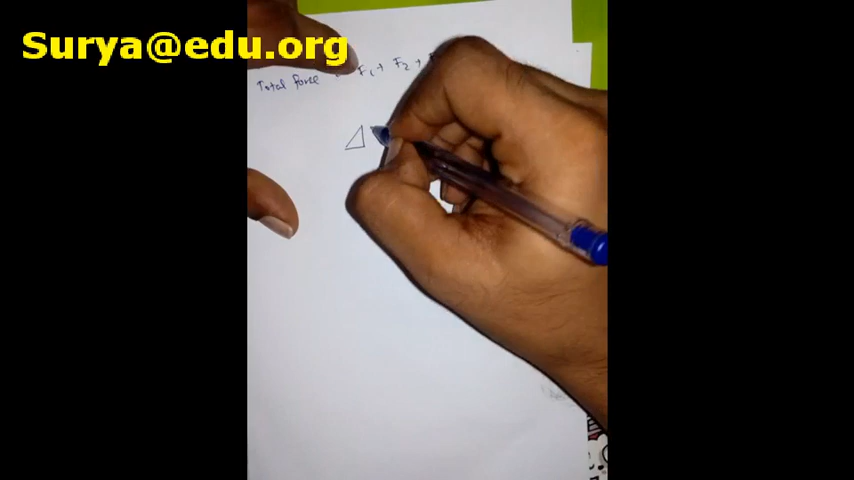 Surya@edu.org
Total force = F₁ + F₂ +